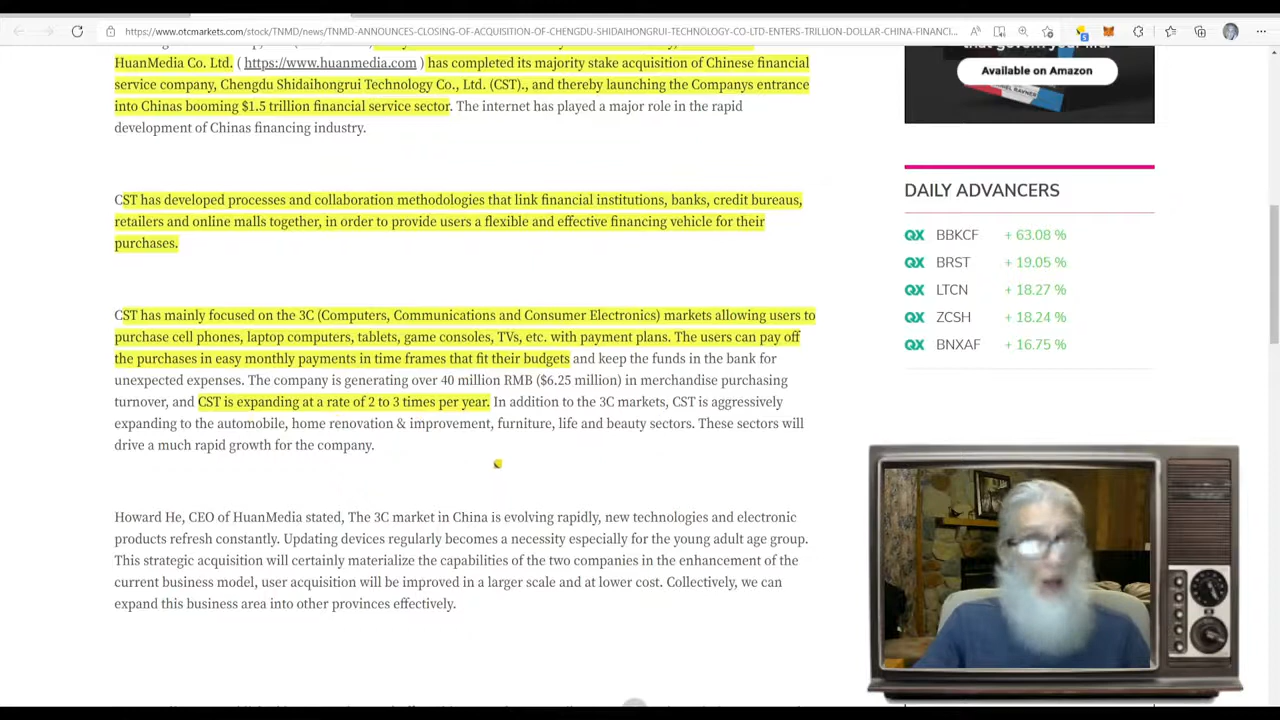 https://www.otcmarkets.com/stock/TNMD/news/TNMD-ANNOUNCES-CLOSING-OF-ACQUISITION-OF-CHENGDU-SHIDAIHONGRUI-TECHNOLOGY-CO-LTD-ENTERS-TRILLION-DOLLAR-CHINA-FINANCI...
HuanMedia Co. Ltd. ( https://www.huanmedia.com ) has completed its majority stake acquisition of Chinese financial
service company, Chengdu Shidaihongrui Technology Co., Ltd. (CST)., and thereby launching the Companys entrance
into Chinas booming $1.5 trillion financial service sector. The internet has played a major role in the rapid
development of Chinas financing industry.
CST has developed processes and collaboration methodologies that link financial institutions, banks, credit bureaus,
retailers and online malls together, in order to provide users a flexible and effective financing vehicle for their
purchases.
CST has mainly focused on the 3C (Computers, Communications and Consumer Electronics) markets allowing users to
purchase cell phones, laptop computers, tablets, game consoles, TVs, etc. with payment plans. The users can pay off
the purchases in easy monthly payments in time frames that fit their budgets and keep the funds in the bank for
unexpected expenses. The company is generating over 40 million RMB ($6.25 million) in merchandise purchasing
turnover, and CST is expanding at a rate of 2 to 3 times per year. In addition to the 3C markets, CST is aggressively
expanding to the automobile, home renovation & improvement, furniture, life and beauty sectors. These sectors will
drive a much rapid growth for the company.
Howard He, CEO of HuanMedia stated, The 3C market in China is evolving rapidly, new technologies and electronic
products refresh constantly. Updating devices regularly becomes a necessity especially for the young adult age group.
This strategic acquisition will certainly materialize the capabilities of the two companies in the enhancement of the
current business model, user acquisition will be improved in a larger scale and at lower cost. Collectively, we can
expand this business area into other provinces effectively.
that govern your life!
Available on Amazon
DAILY ADVANCERS
QX BBKCF + 63.08 %
QX BRST + 19.05 %
QX LTCN + 18.27 %
QX ZCSH + 18.24 %
QX BNXAF + 16.75 %